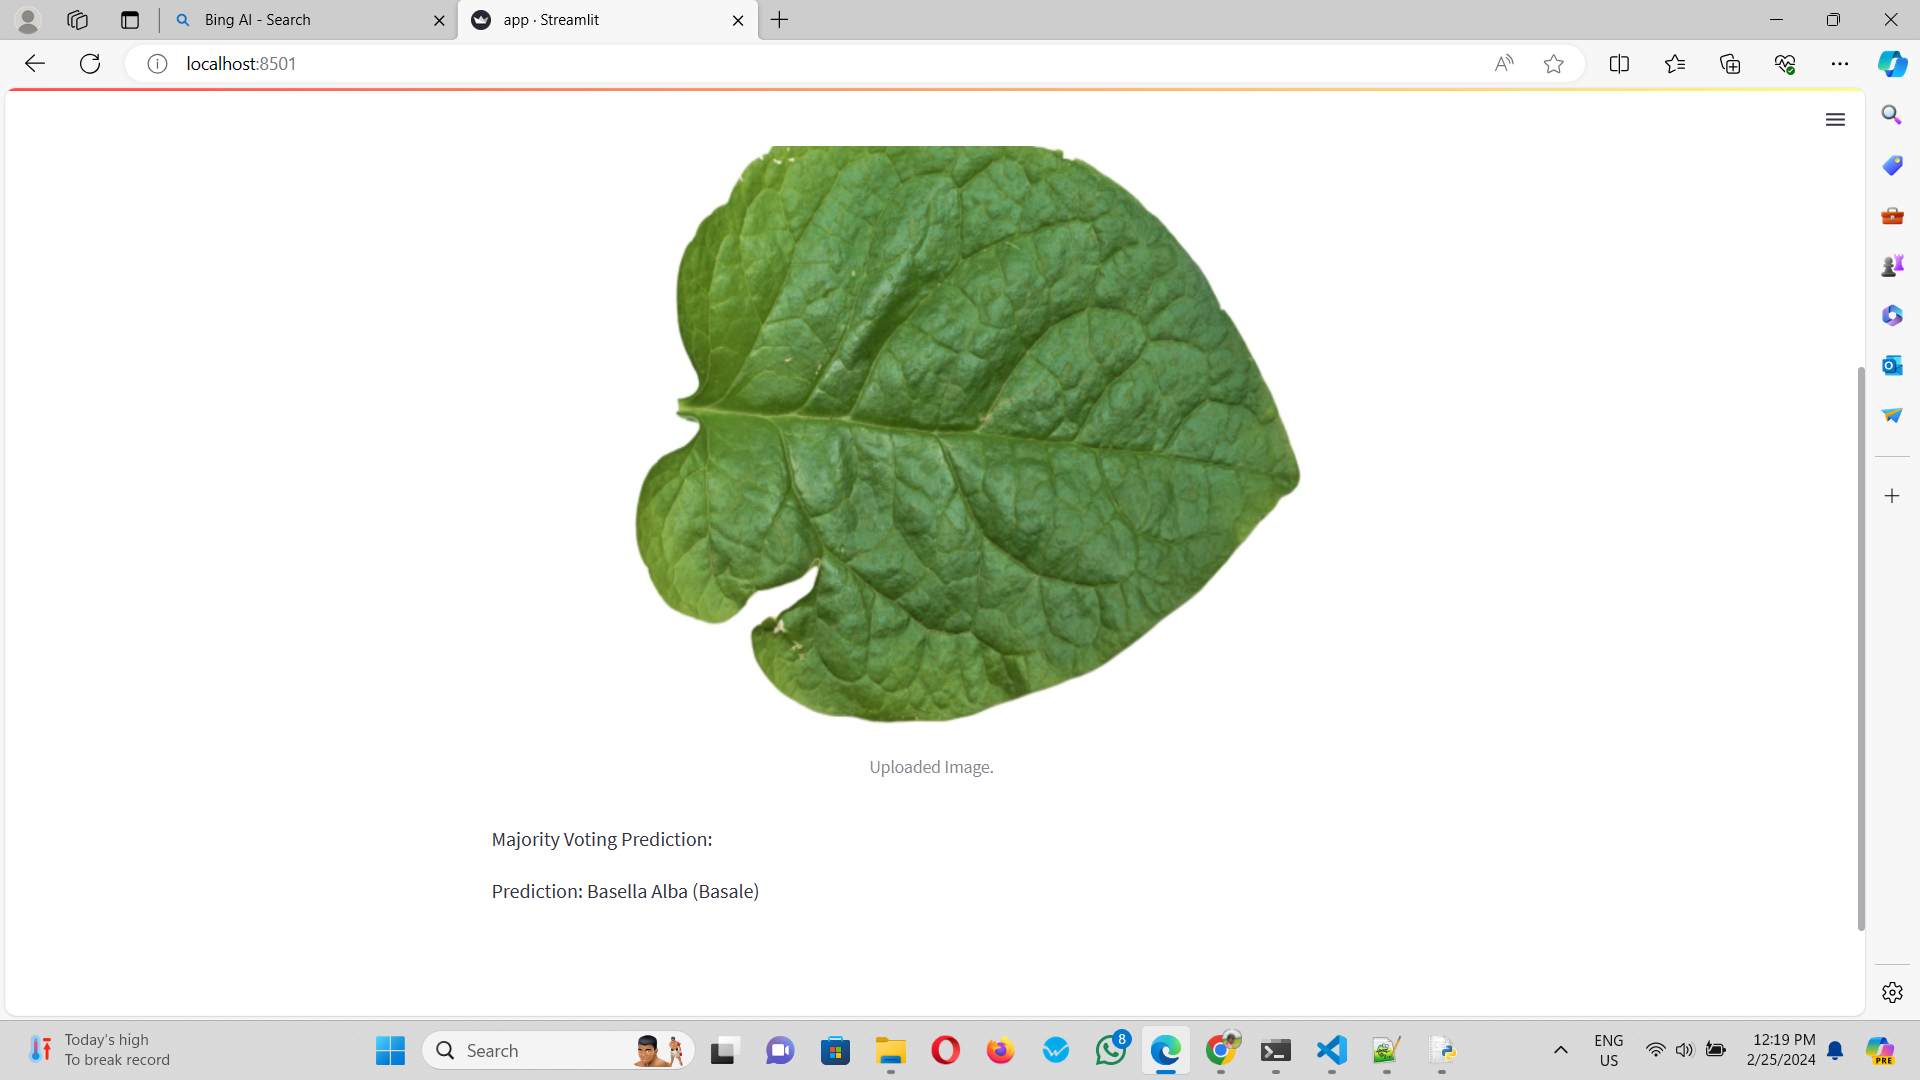 Bing AI - Search
app · Streamlit
localhost:8501
Uploaded Image.
Majority Voting Prediction:
Prediction: Basella Alba (Basale)
Today's high
To break record
Search
8
ENG
US
12:19 PM
2/25/2024
PRE